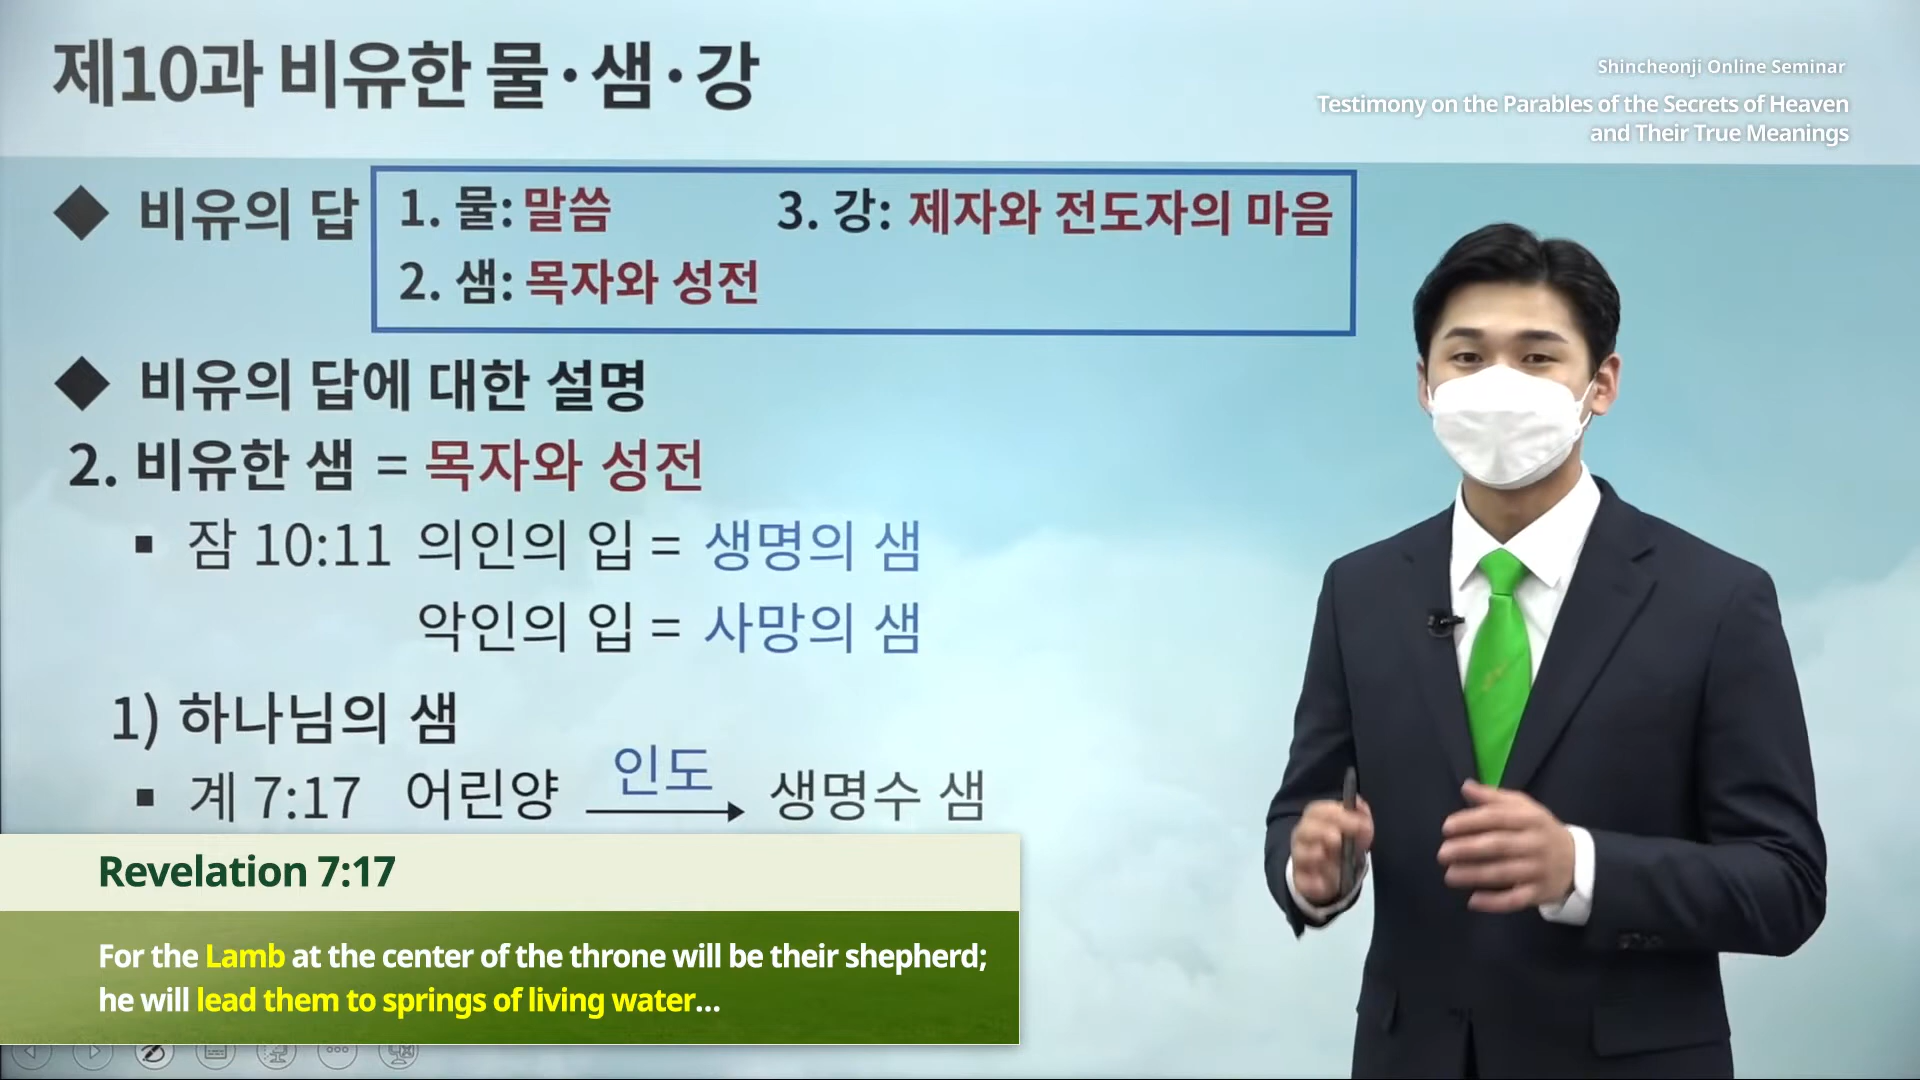 제10과 비유한 물·샘·강
Shincheonji Online Seminar
Testimony on the Parables of the Secrets of Heaven
and Their True Meanings
◆ 비유의 답
1. 물: 말씀 3. 강: 제자와 전도자의 마음
2. 샘: 목자와 성전
◆ 비유의 답에 대한 설명
2. 비유한 샘 = 목자와 성전
▪ 잠 10:11 의인의 입 = 생명의 샘
악인의 입 = 사망의 샘
1) 하나님의 샘
인도
▪ 계 7:17 어린양 → 생명수 샘
Revelation 7:17
For the Lamb at the center of the throne will be their shepherd;
he will lead them to springs of living water...